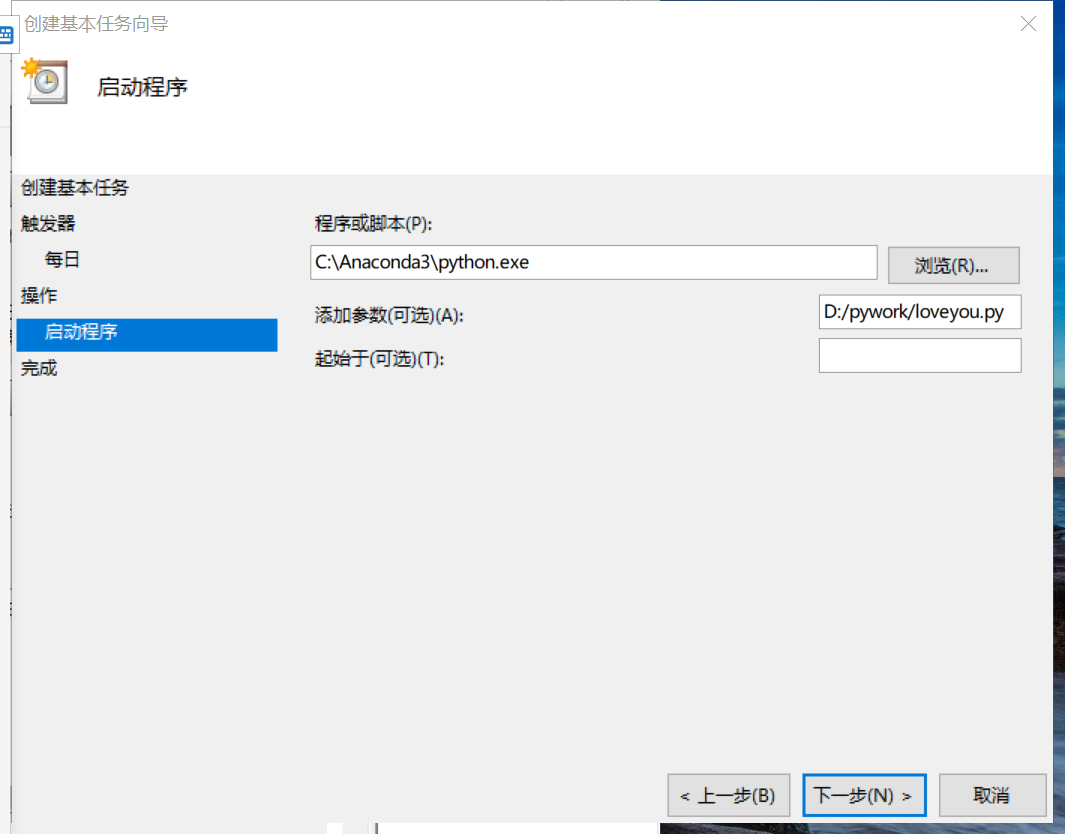 创建基本任务向导
启动程序
创建基本任务
触发器
每日
操作
启动程序
完成
程序或脚本(P):
C:\Anaconda3\python.exe
浏览(R)...
添加参数(可选)(A):
D:/pywork/loveyou.py
起始于(可选)(T):
< 上一步(B)
下一步(N) >
取消